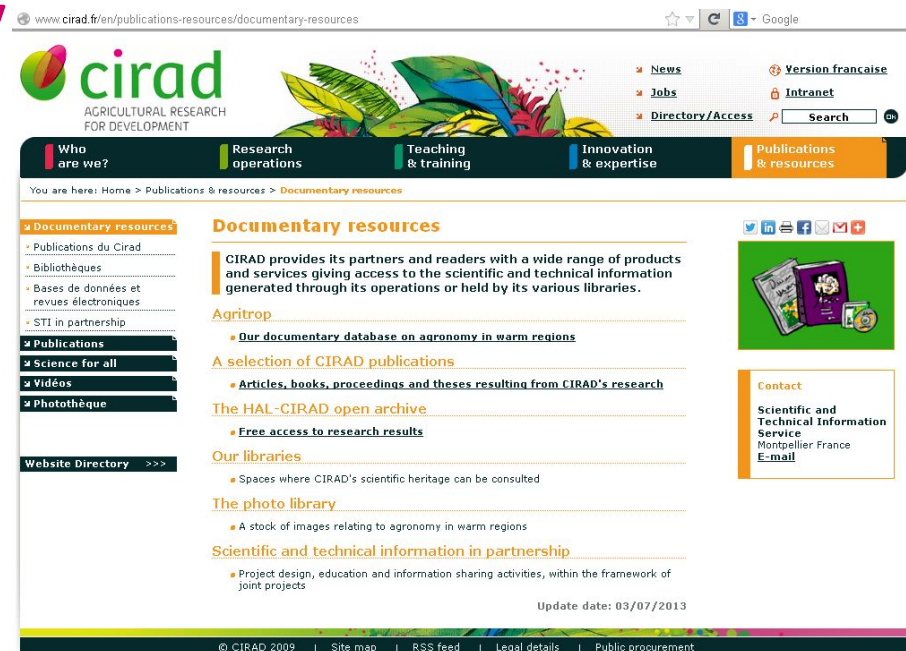 www.cirad.fr/en/publications-resources/documentary-resources
Google
cirad
AGRICULTURAL RESEARCH
FOR DEVELOPMENT
News
Jobs
Directory/Access
Version francaise
Intranet
Search
OK
Who
are we?
Research
operations
Teaching
& training
Innovation
& expertise
Publications
& resources
You are here: Home > Publications & resources > Documentary resources
Documentary resources
Publications du Cirad
Bibliothèques
Bases de données et
revues électroniques
STI in partnership
Publications
Science for all
Vidéos
Photothèque
Website Directory >>>
Documentary resources
CIRAD provides its partners and readers with a wide range of products
and services giving access to the scientific and technical information
generated through its operations or held by its various libraries.
Agritrop
Our documentary database on agronomy in warm regions
A selection of CIRAD publications
Articles, books, proceedings and theses resulting from CIRAD's research
The HAL-CIRAD open archive
Free access to research results
Our libraries
Spaces where CIRAD's scientific heritage can be consulted
The photo library
A stock of images relating to agronomy in warm regions
Scientific and technical information in partnership
Project design, education and information sharing activities, within the framework of
joint projects
Update date: 03/07/2013
Contact
Scientific and
Technical Information
Service
Montpellier France
E-mail
© CIRAD 2009 | Site map | RSS feed | Legal details | Public procurement